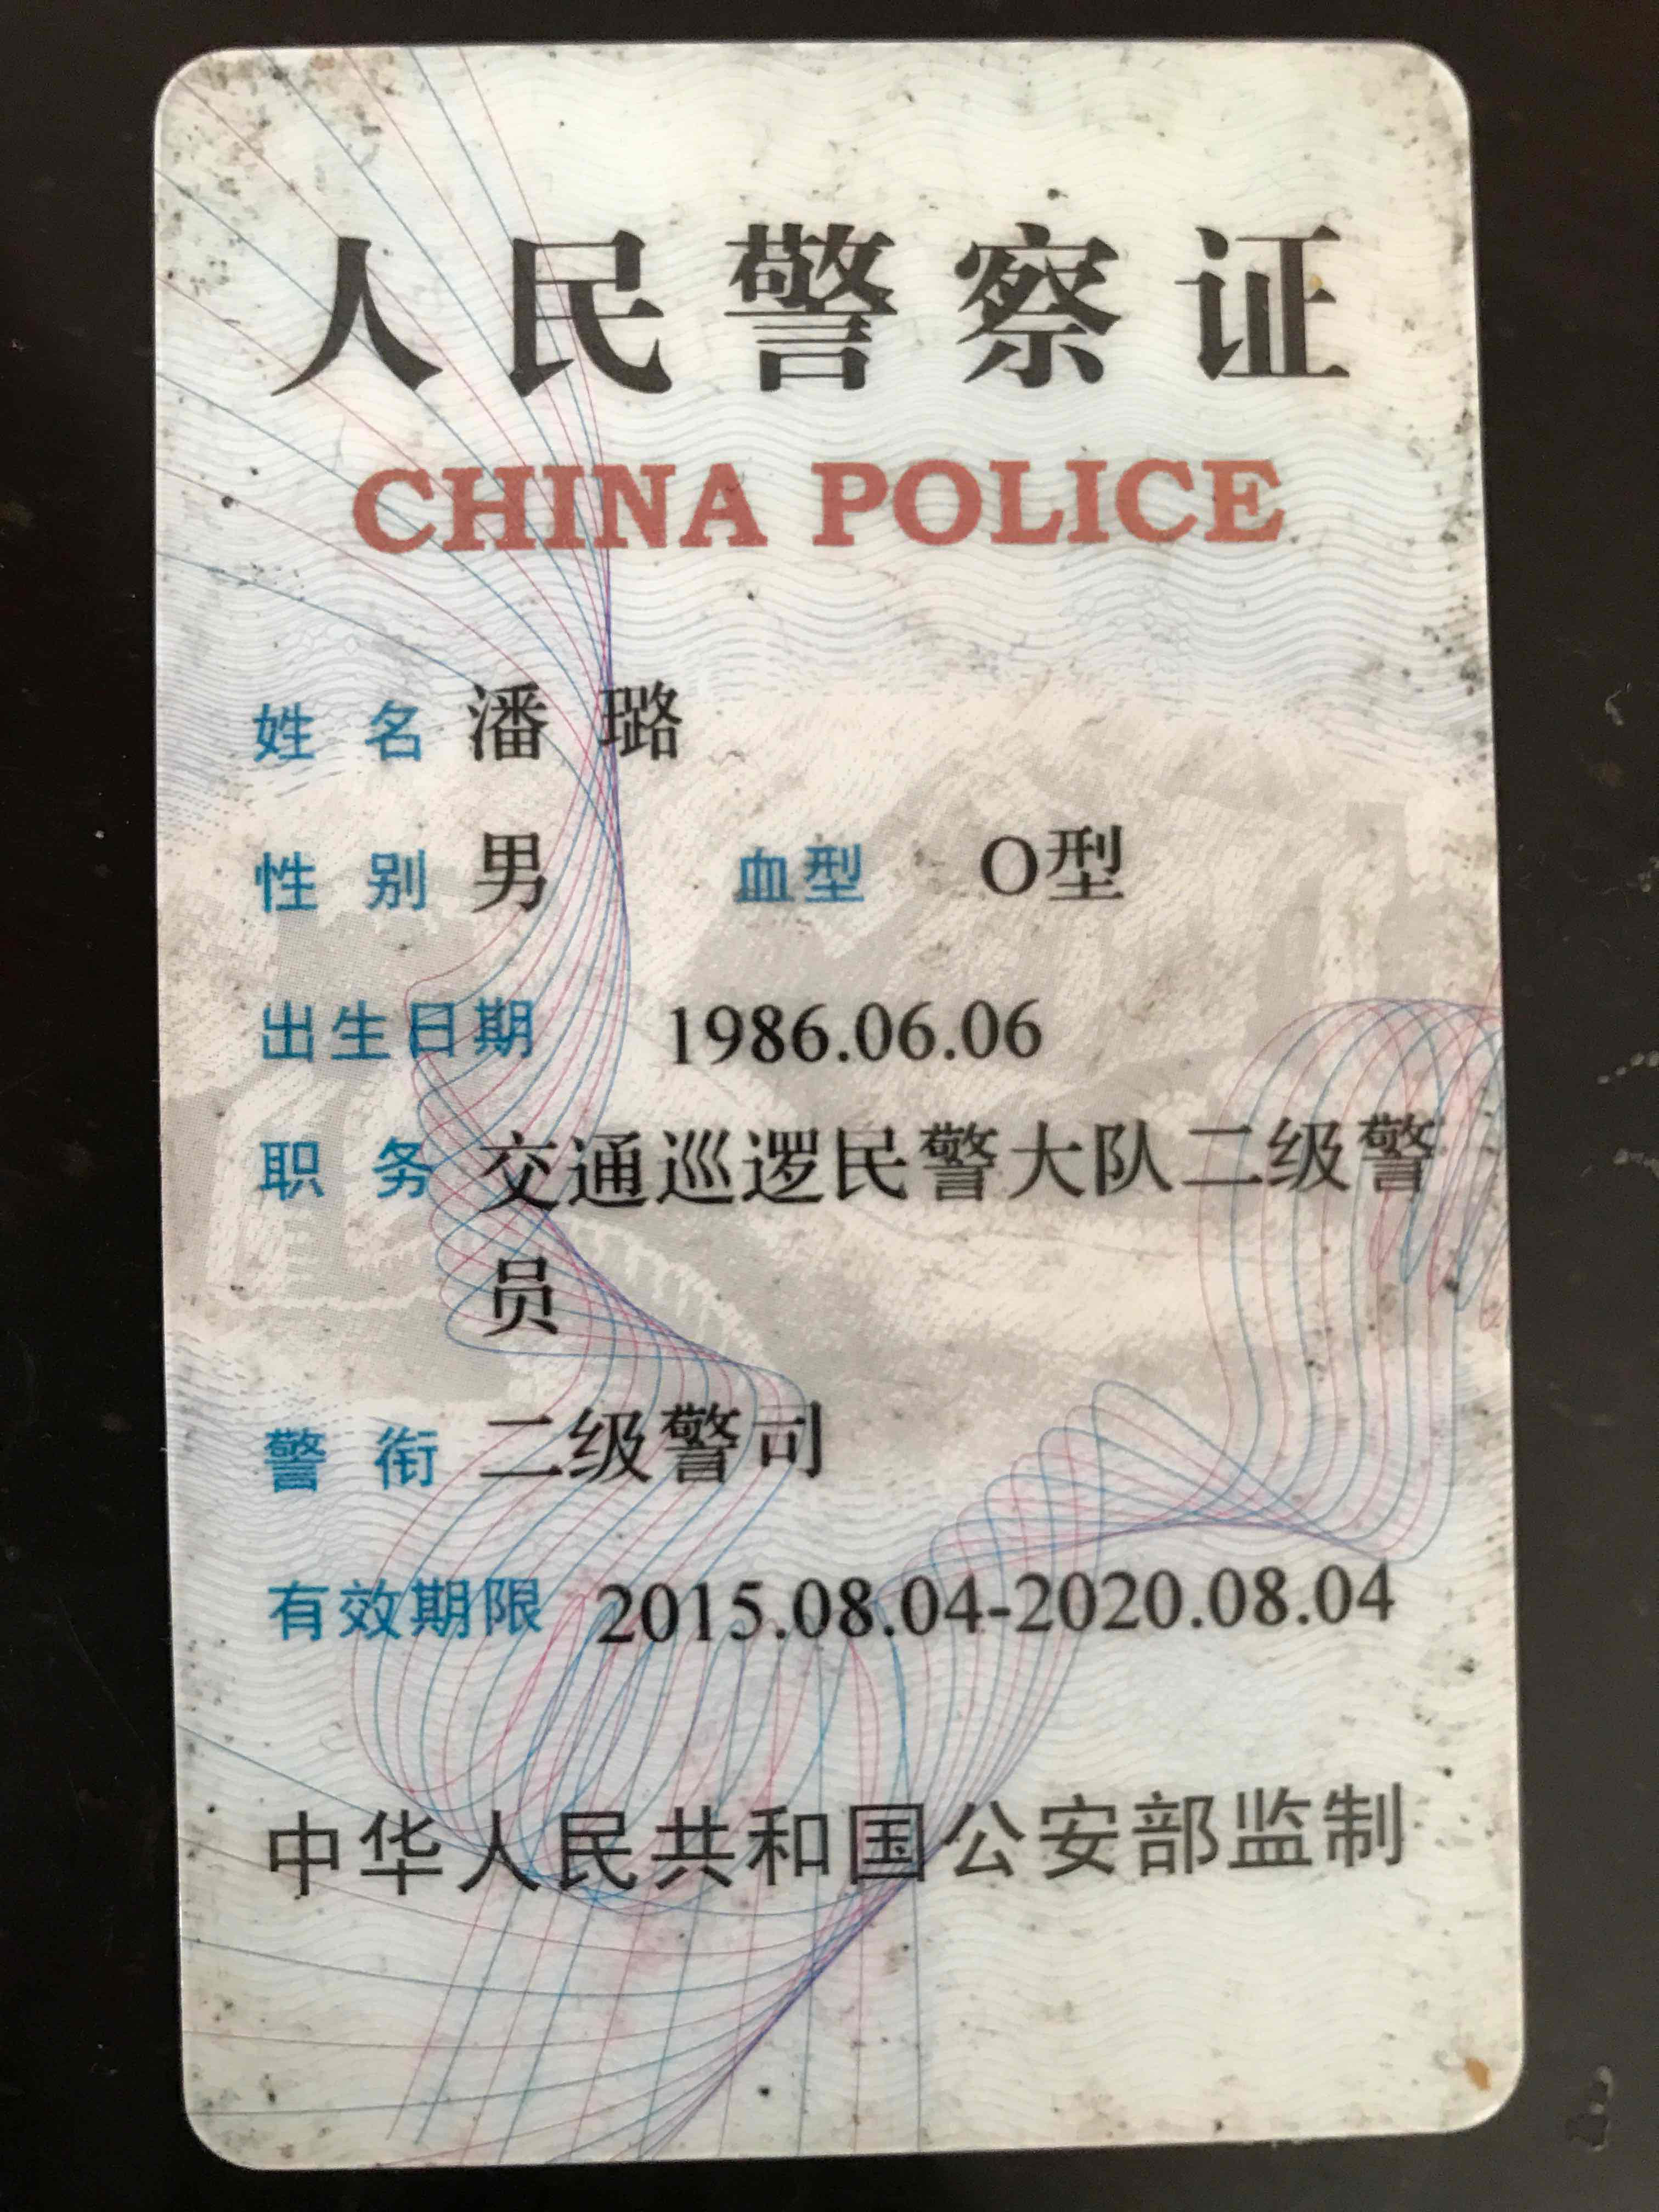 人民警察证
CHINA POLICE
姓 名 潘 璐
性 别 男 血型 O型
出生日期 1986.06.06
职 务 交通巡逻民警大队二级警
员
警 衔 二级警司
有效期限 2015.08.04-2020.08.04
中华人民共和国公安部监制